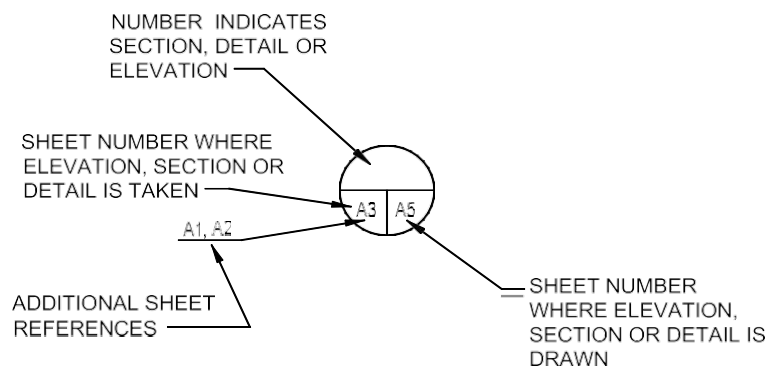 NUMBER INDICATES
SECTION, DETAIL OR
ELEVATION
SHEET NUMBER WHERE
ELEVATION, SECTION OR
DETAIL IS TAKEN
A3
A5
A1, A2
ADDITIONAL SHEET
REFERENCES
SHEET NUMBER
WHERE ELEVATION,
SECTION OR DETAIL IS
DRAWN